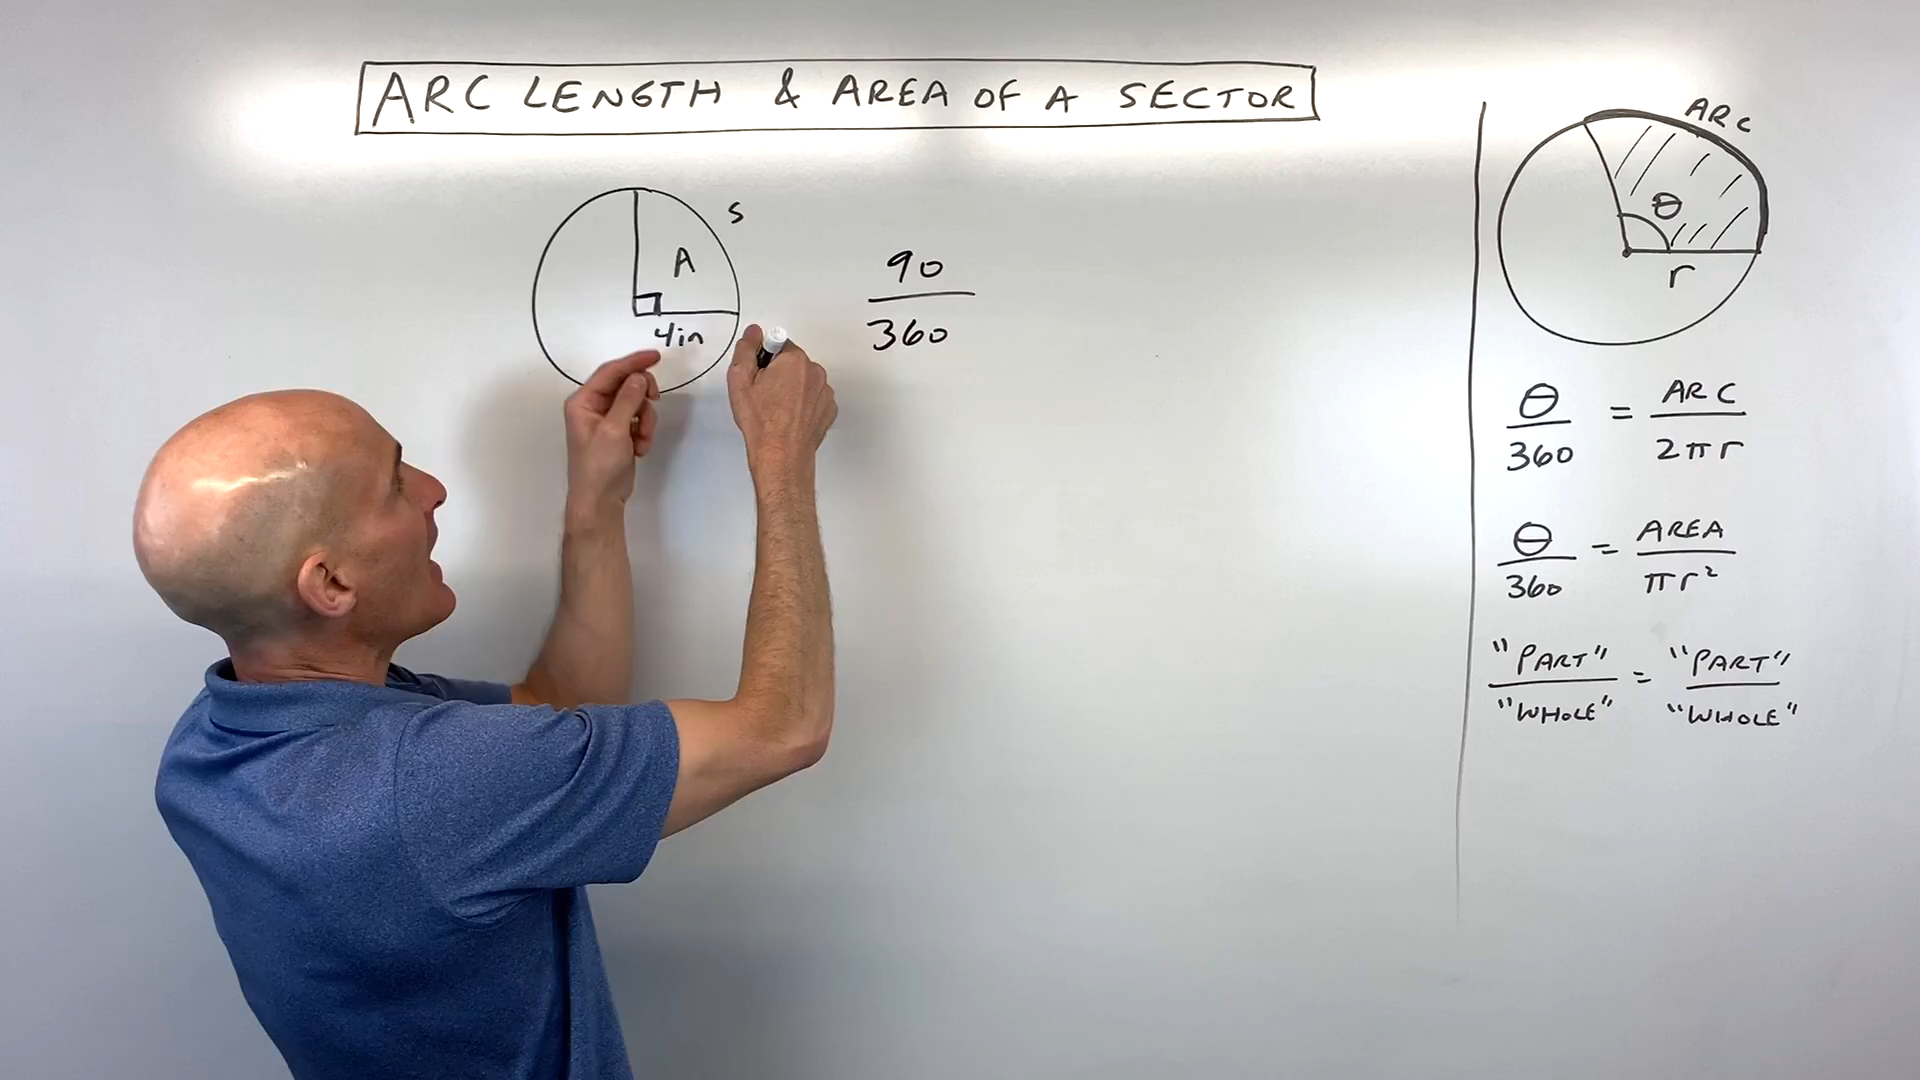 ARC LENGTH & AREA OF A SECTOR
S
A
4in
90
360
ARC
θ
r
θ = ARC
360 2πr
θ = AREA
360 πr²
"PART" = "PART"
"WHOLE" "WHOLE"